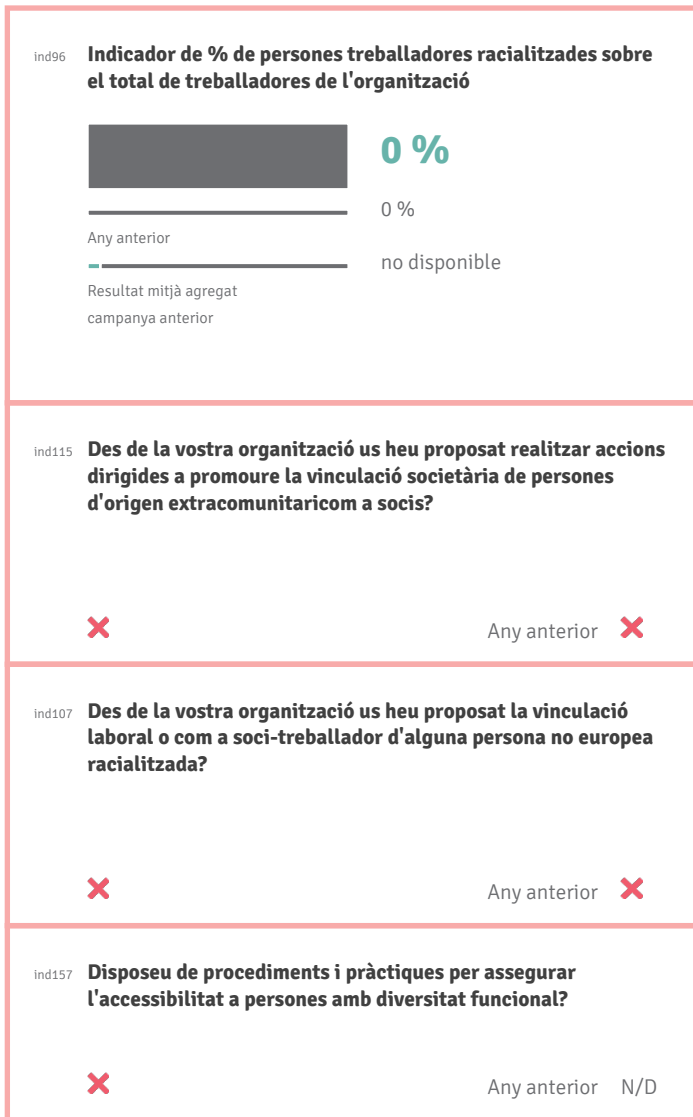 ind96 Indicador de % de persones treballadores racialitzades sobre
el total de treballadores de l'organització
0 %
0 %
Any anterior
no disponible
Resultat mitjà agregat
campanya anterior
ind115 Des de la vostra organització us heu proposat realitzar accions
dirigides a promoure la vinculació societària de persones
d'origen extracomunitaricom a socis?
Any anterior
ind107 Des de la vostra organització us heu proposat la vinculació
laboral o com a soci-treballador d'alguna persona no europea
racialitzada?
Any anterior
ind157 Disposeu de procediments i pràctiques per assegurar
l'accessibilitat a persones amb diversitat funcional?
Any anterior N/D